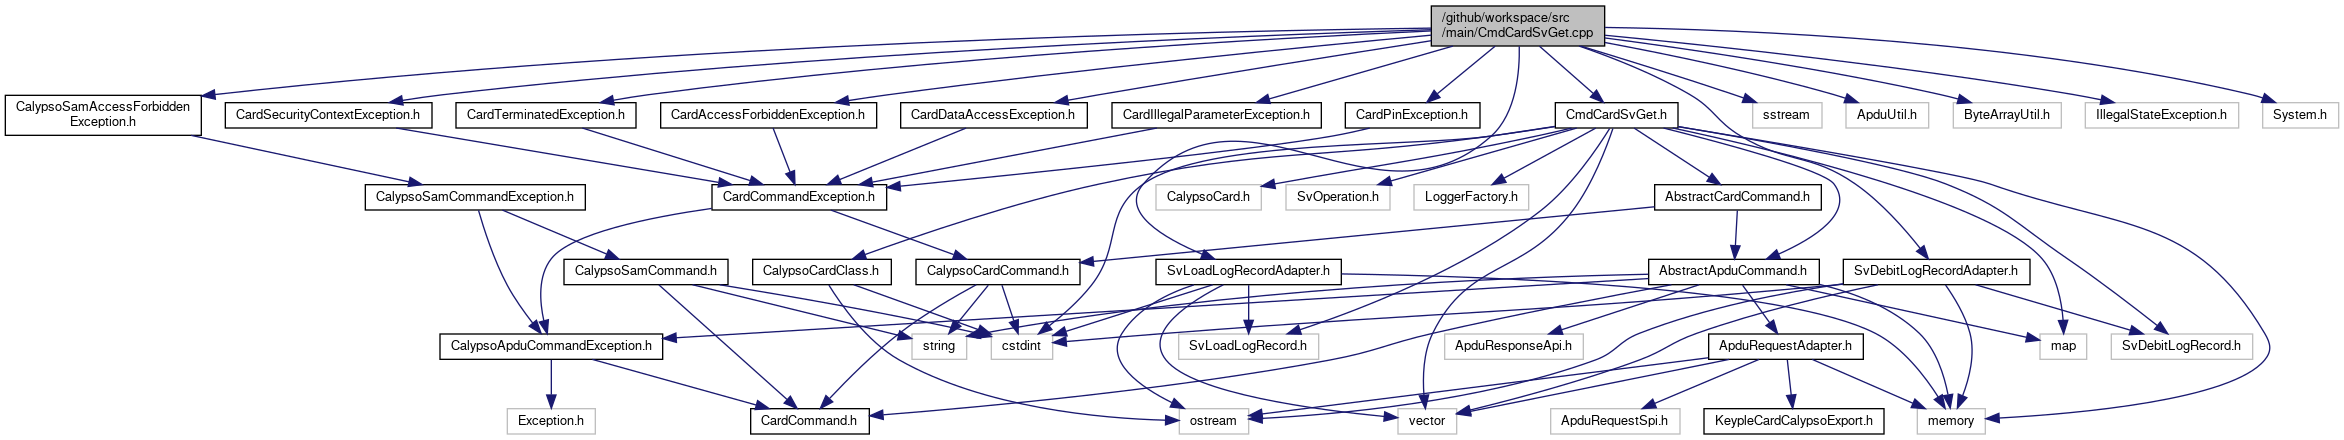 /github/workspace/src
/main/CmdCardSvGet.cpp
CalypsoSamAccessForbidden
Exception.h
CardSecurityContextException.h
CardTerminatedException.h
CardAccessForbiddenException.h
CardDataAccessException.h
CardIllegalParameterException.h
CardPinException.h
CmdCardSvGet.h
sstream
ApduUtil.h
ByteArrayUtil.h
IllegalStateException.h
System.h
CalypsoSamCommandException.h
CardCommandException.h
CalypsoCard.h
SvOperation.h
LoggerFactory.h
AbstractCardCommand.h
CalypsoSamCommand.h
CalypsoCardClass.h
CalypsoCardCommand.h
SvLoadLogRecordAdapter.h
AbstractApduCommand.h
SvDebitLogRecordAdapter.h
CalypsoApduCommandException.h
string
cstdint
SvLoadLogRecord.h
ApduResponseApi.h
ApduRequestAdapter.h
map
SvDebitLogRecord.h
Exception.h
CardCommand.h
ostream
vector
ApduRequestSpi.h
KeypleCardCalypsoExport.h
memory